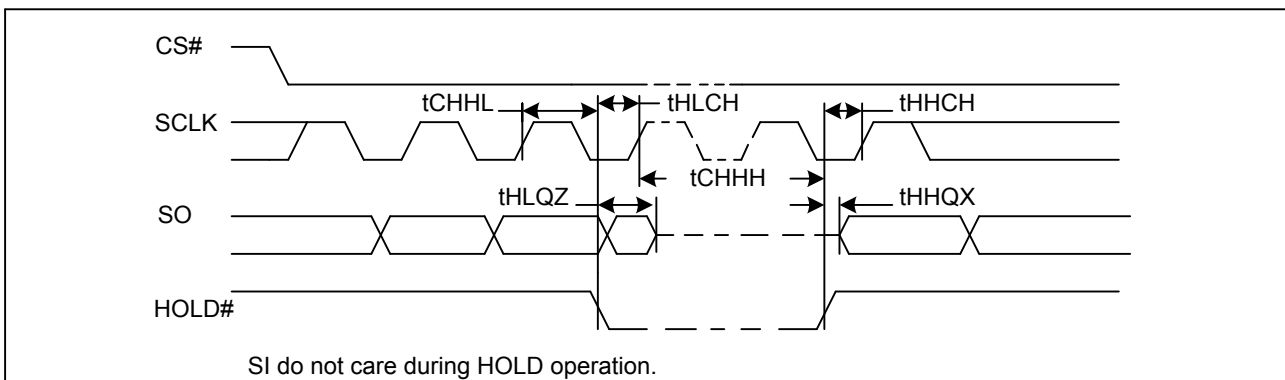 CS#
tCHHL tHLCH tHHCH
SCLK
tCHHH
tHLQZ tHHQX
SO
HOLD#
SI do not care during HOLD operation.